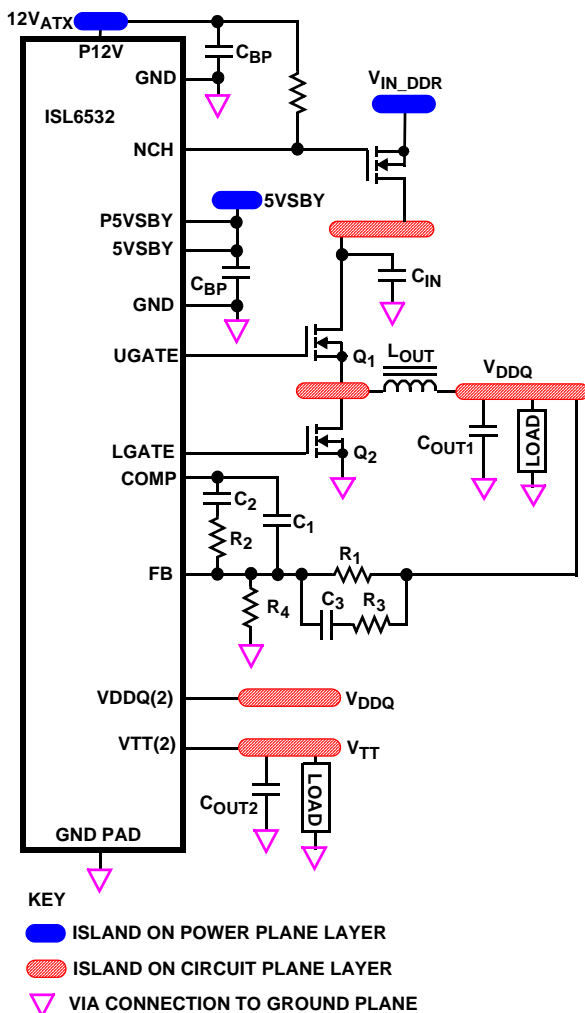 12VATX
P12V
CBP
GND
VIN_DDR
ISL6532
NCH
5VSBY
P5VSBY
5VSBY
CBP
CIN
GND
UGATE
Q1
LOUT
VDDQ
LGATE
Q2
COUT1
LOAD
COMP
C2
C1
R2
R1
FB
C3
R3
R4
VDDQ(2)
VDDQ
VTT(2)
VTT
COUT2
LOAD
GND PAD
KEY
ISLAND ON POWER PLANE LAYER
ISLAND ON CIRCUIT PLANE LAYER
VIA CONNECTION TO GROUND PLANE